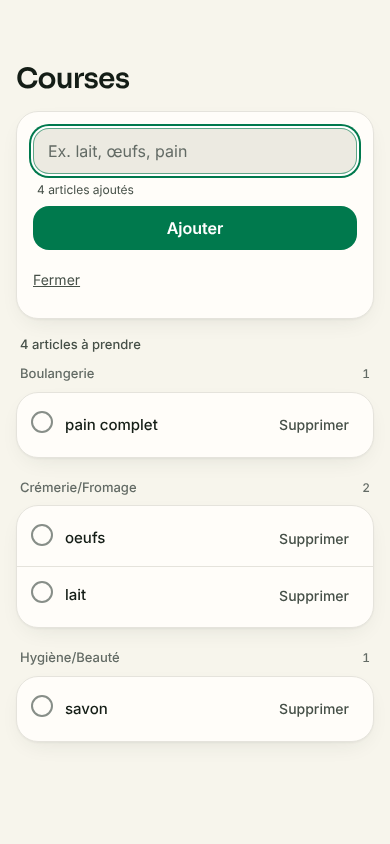 Courses
Ex. lait, œufs, pain
4 articles ajoutés
Ajouter
Fermer
4 articles à prendre
Boulangerie 1
pain complet Supprimer
Crémerie/Fromage 2
oeufs Supprimer
lait Supprimer
Hygiène/Beauté 1
savon Supprimer